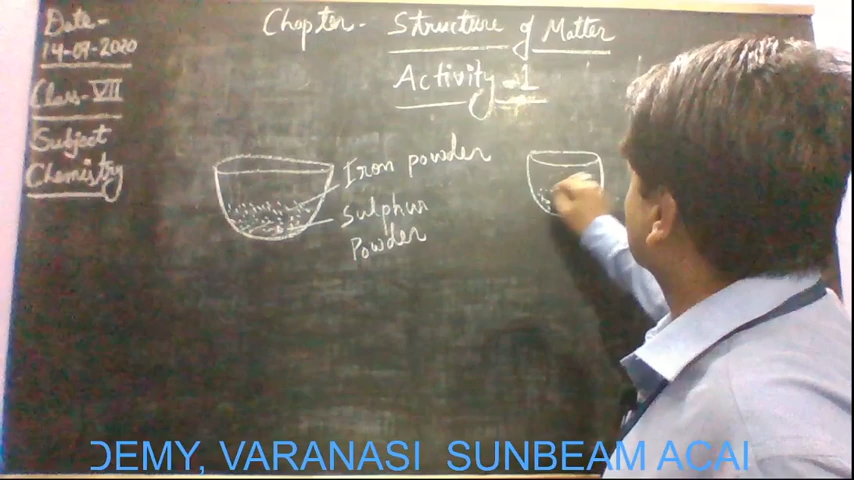 Date-
14-09-2020
Class-VII
Subject
Chemistry
Chapter- Structure of Matter
Activity-1
Iron powder
Sulphur
Powder
DEMY, VARANASI SUNBEAM ACAI